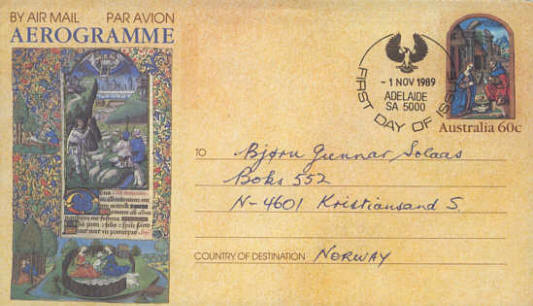 BY AIR MAIL PAR AVION
AEROGRAMME
- 1 NOV 1989
ADELAIDE
SA 5000
FIRST DAY OF ISSUE
Australia 60c
TO Bjørn Gunnar Solaas
Boks 552
N-4601 Kristiansand S.
COUNTRY OF DESTINATION NORWAY